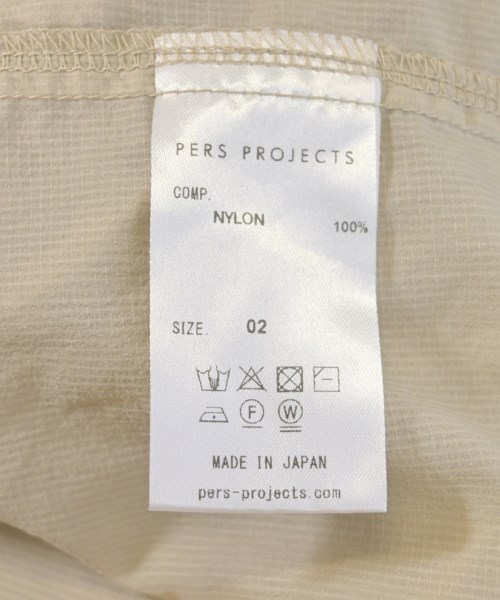 PERS PROJECTS
COMP.
NYLON 100%
SIZE. 02
F W
MADE IN JAPAN
pers-projects.com